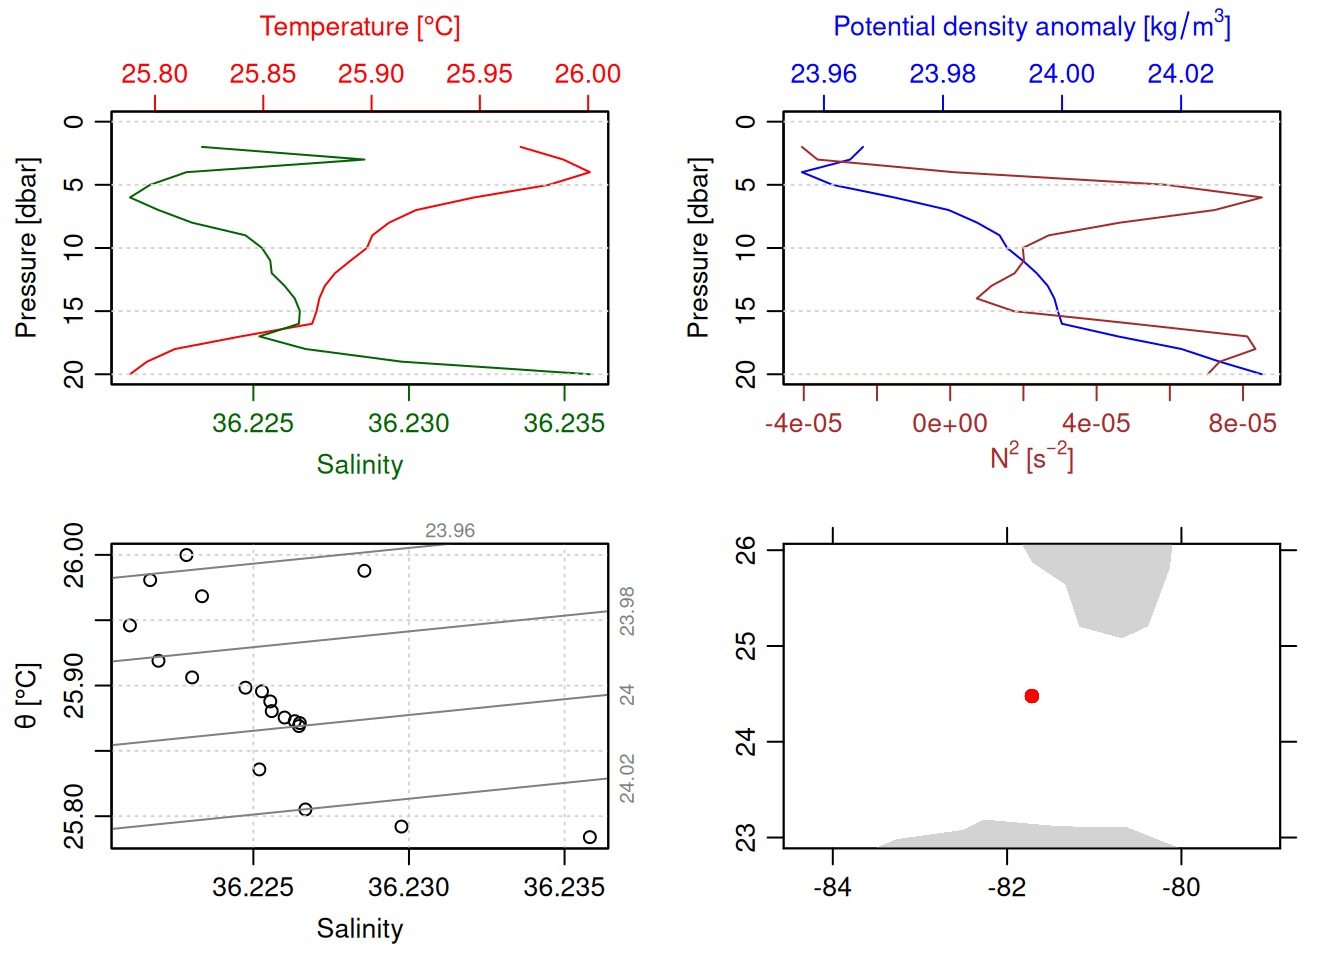 Temperature [°C]
25.80 25.85 25.90 25.95 26.00
Pressure [dbar]
0
5
10
15
20
36.225 36.230 36.235
Salinity
Potential density anomaly [kg/m³]
23.96 23.98 24.00 24.02
Pressure [dbar]
0
5
10
15
20
-4e-05 0e+00 4e-05 8e-05
N² [s⁻²]
23.96
23.98
24
24.02
θ [°C]
26.00
25.90
25.80
36.225 36.230 36.235
Salinity
26
25
24
23
-84 -82 -80